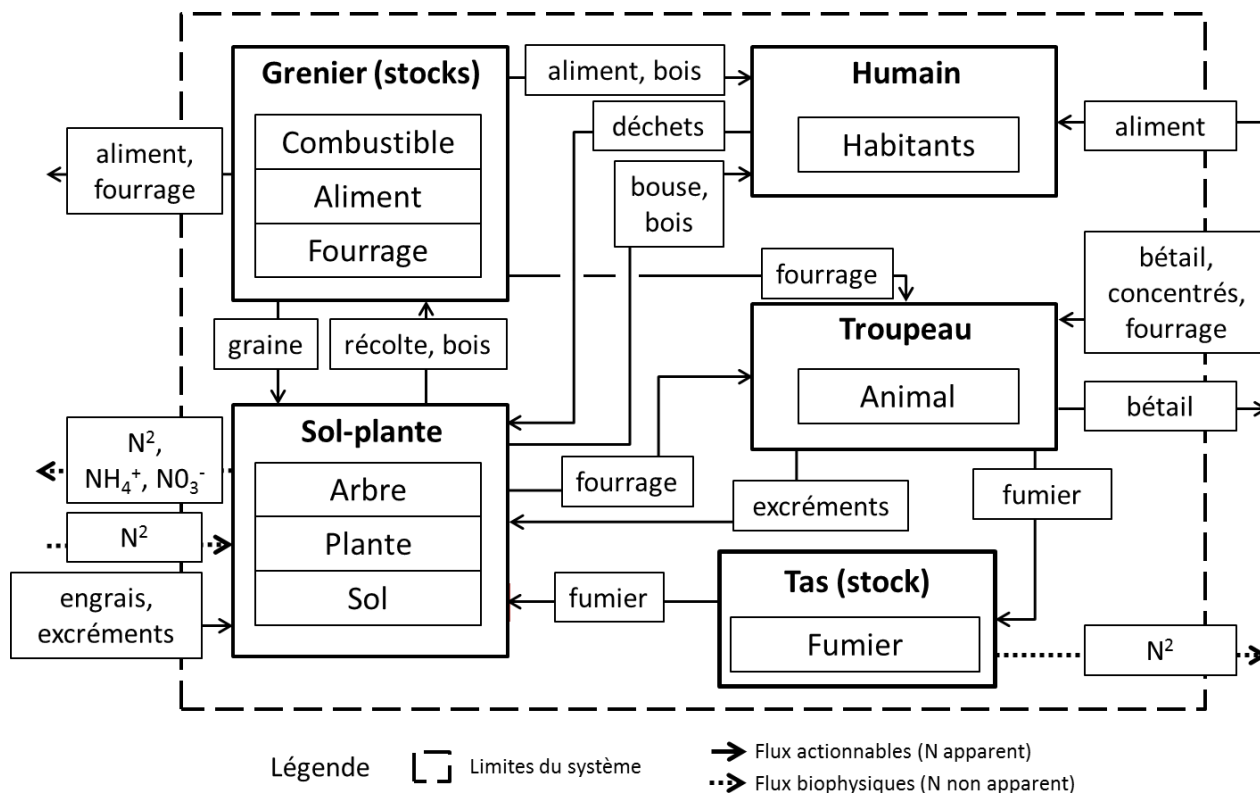 Grenier (stocks)
Combustible
Aliment
Fourrage
aliment, bois
Humain
Habitants
déchets
bouse,
bois
aliment
aliment,
fourrage
fourrage
bétail,
concentrés,
fourrage
graine
récolte, bois
Troupeau
Animal
bétail
Sol-plante
Arbre
Plante
Sol
N²,
NH₄⁺, N0₃⁻
N²
engrais,
excréments
fourrage
excréments
fumier
fumier
Tas (stock)
Fumier
N²
Légende
Limites du système
Flux actionnables (N apparent)
Flux biophysiques (N non apparent)